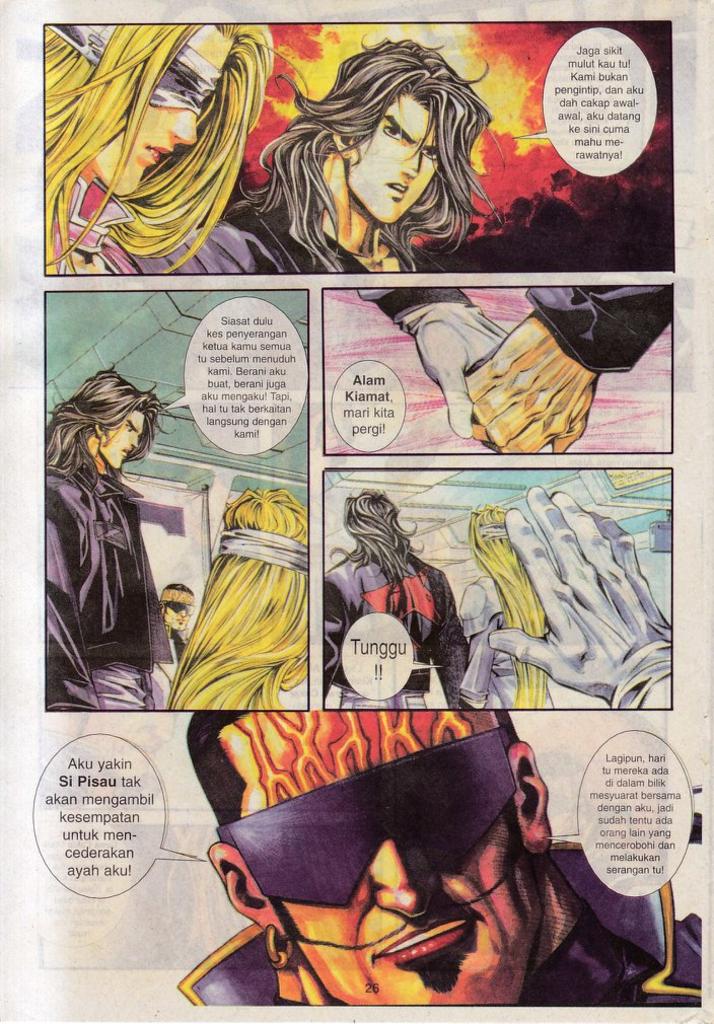 Jaga sikit
mulut kau tu!
Kami bukan
pengintip, dan aku
dah cakap awal-
awal, aku datang
ke sini cuma
mahu me-
rawatnya!
Siasat dulu
kes penyerangan
ketua kamu semua
tu sebelum menuduh
kami. Berani aku
buat, berani juga
aku mengaku! Tapi,
hal tu tak berkaitan
langsung dengan
kami!
Alam
Kiamat,
mari kita
pergi!
Tunggu
!!
Aku yakin
Si Pisau tak
akan mengambil
kesempatan
untuk men-
cederakan
ayah aku!
Lagipun, hari
tu mereka ada
di dalam bilik
mesyuarat bersama
dengan aku, jadi
sudah tentu ada
orang lain yang
mencerobohi dan
melakukan
serangan tu!
26